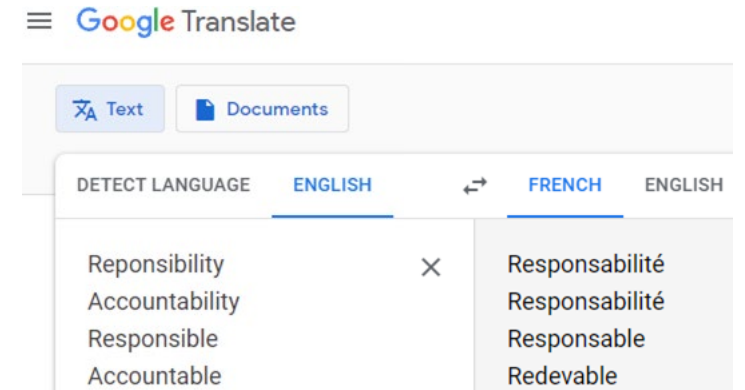 Google Translate
Text Documents
DETECT LANGUAGE ENGLISH FRENCH ENGLISH
Reponsibility
Accountability
Responsible
Accountable
Responsabilité
Responsabilité
Responsable
Redevable